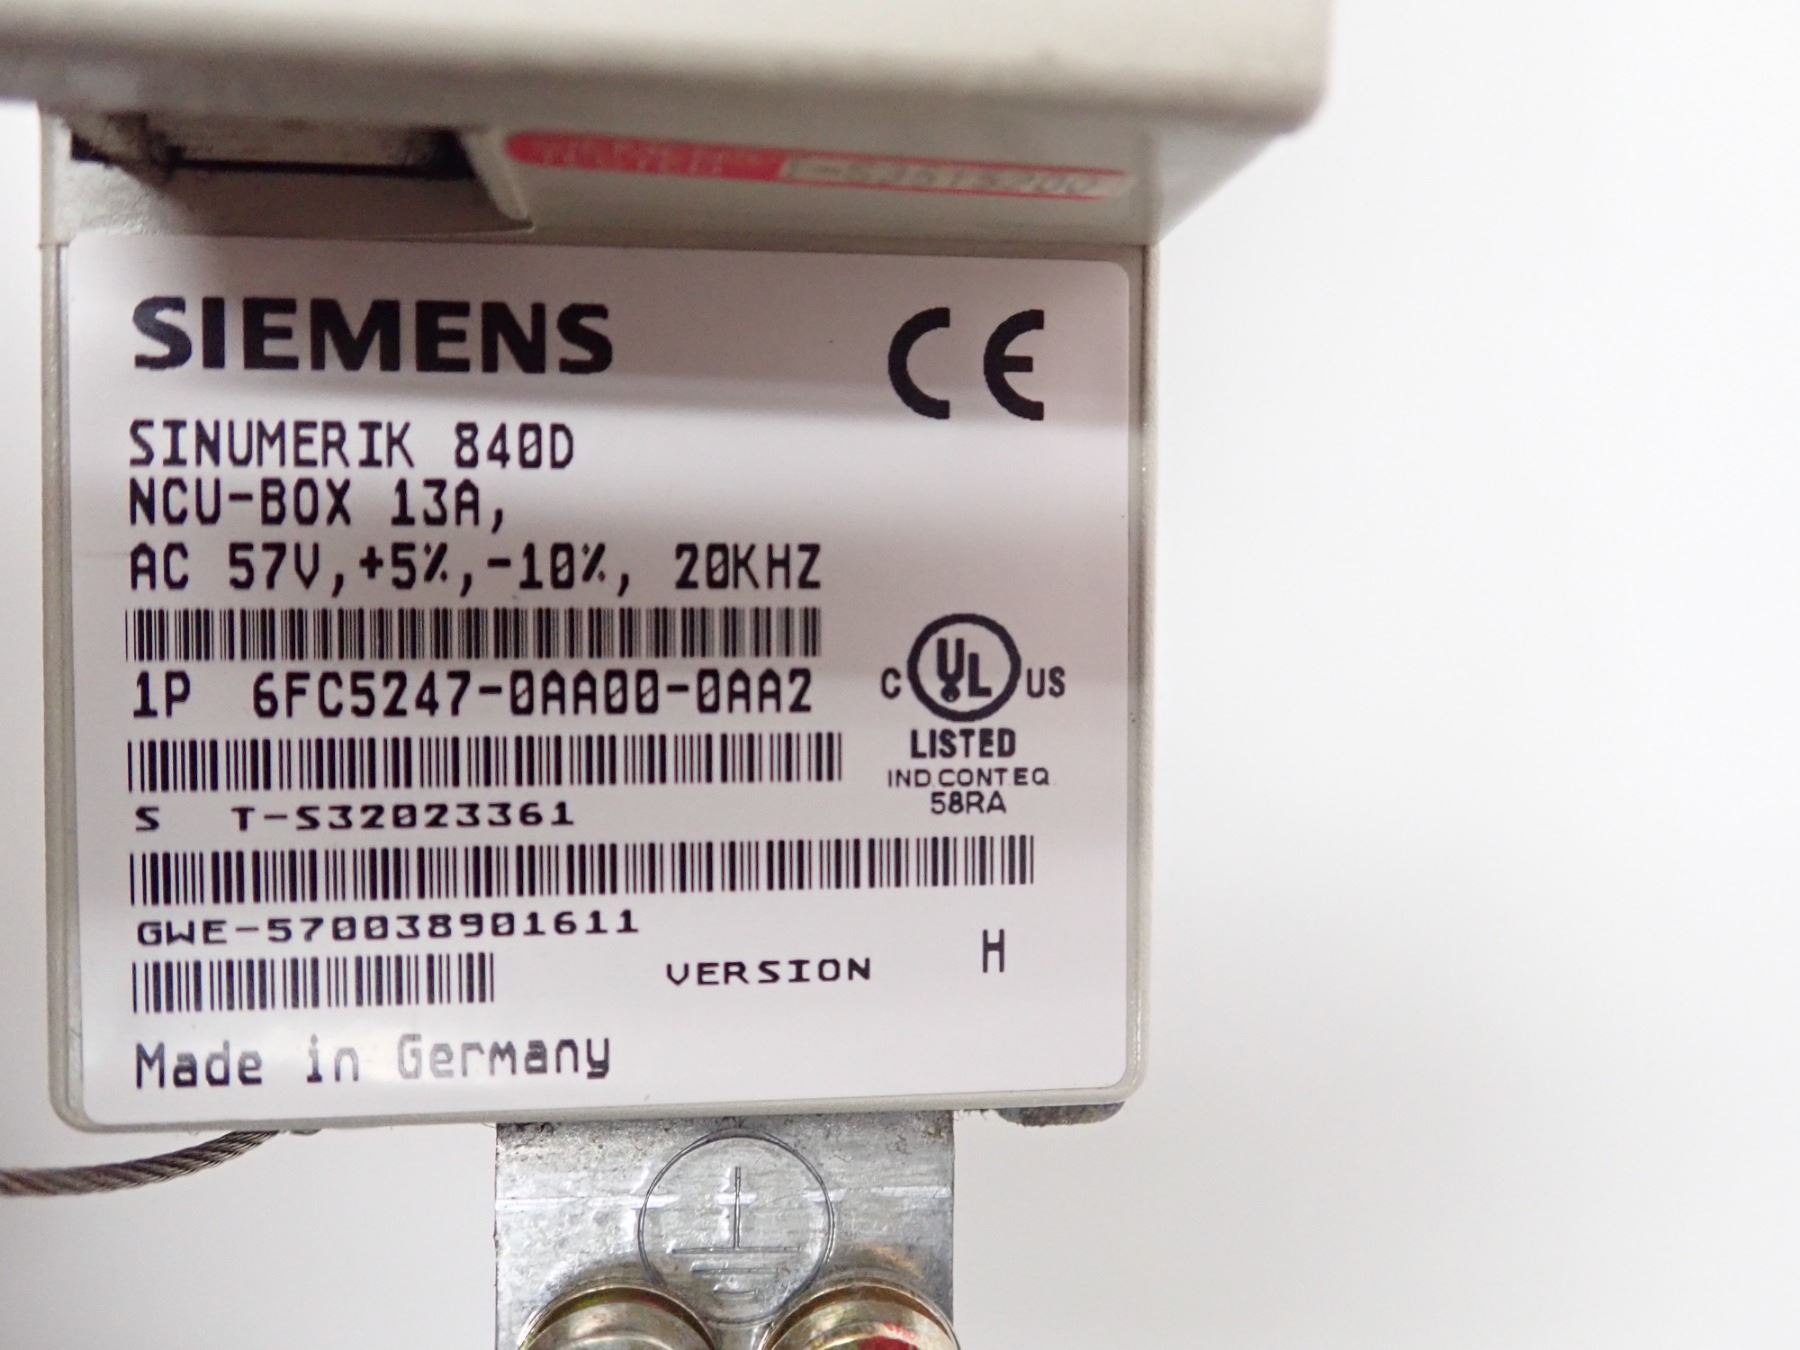 SIEMENS
CE
SINUMERIK 840D
NCU-BOX 13A,
AC 57V,+5%,-10%, 20KHZ
1P 6FC5247-0AA00-0AA2
C UL US
LISTED
IND.CONT.EQ.
58RA
S T-S32023361
GWE-570038901611
VERSION H
Made in Germany